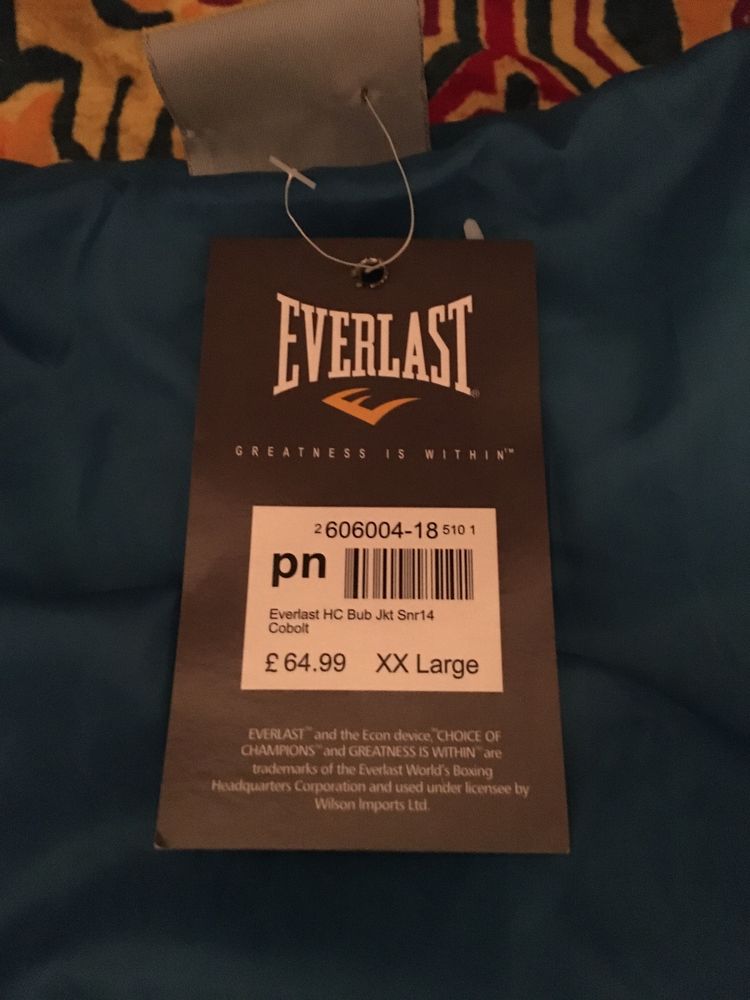 EVERLAST®
GREATNESS IS WITHIN™
2 606004-18 510 1
pn
Everlast HC Bub Jkt Snr14
Cobolt
£ 64.99 XX Large
EVERLAST™ and the Econ device,™CHOICE OF
CHAMPIONS™ and GREATNESS IS WITHIN™ are
trademarks of the Everlast World's Boxing
Headquarters Corporation and used under licensee by
Wilson Imports Ltd.